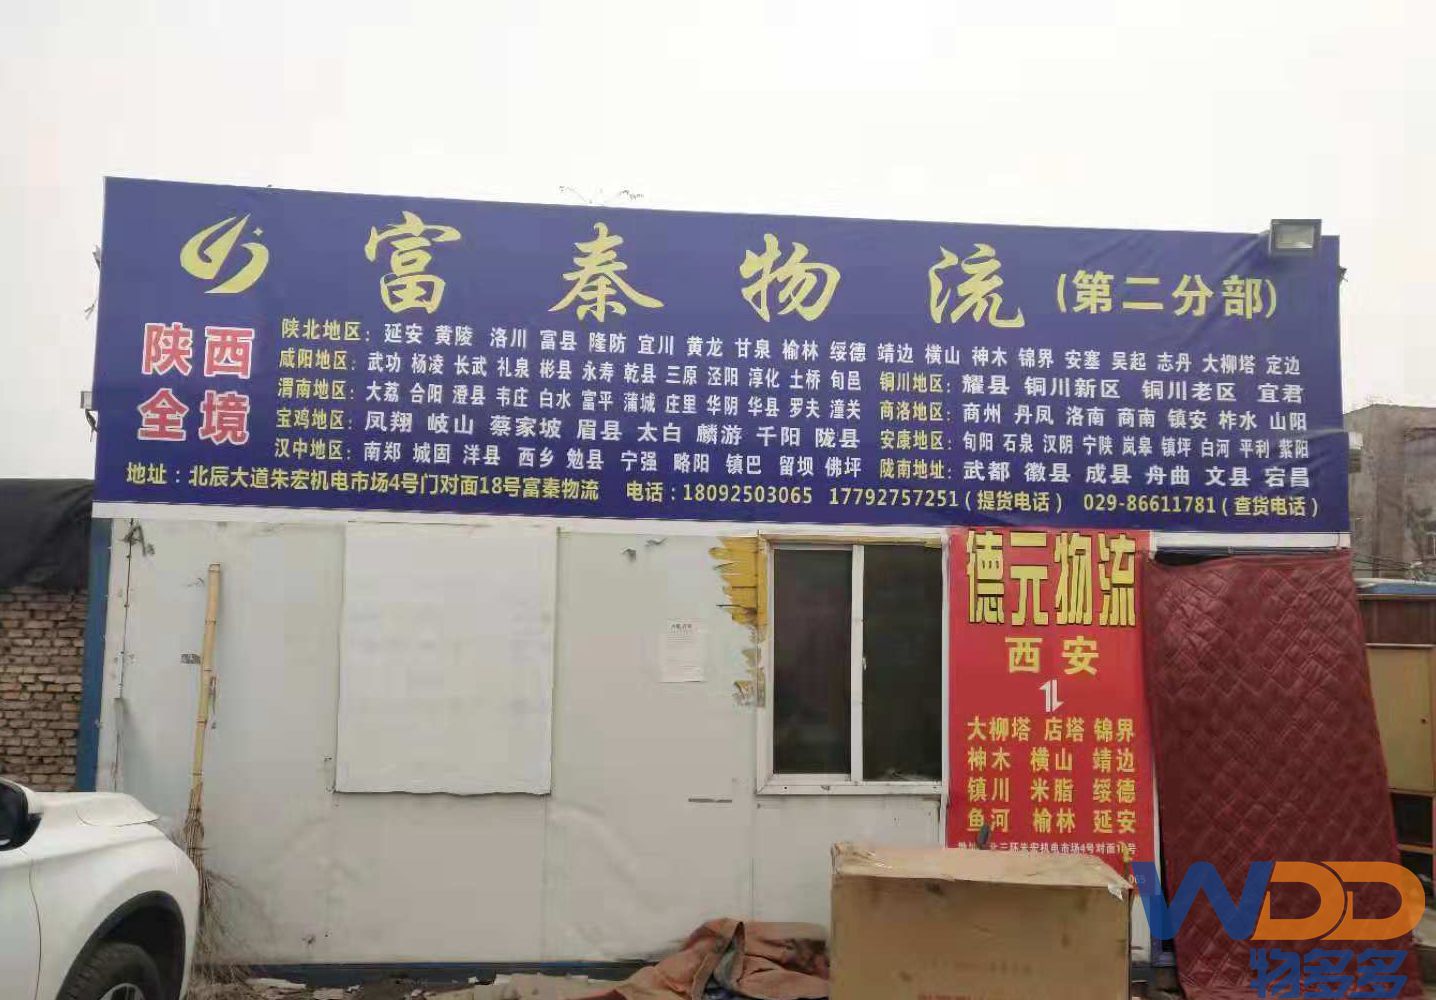 富秦物流(第二分部)
陕西
全境
陕北地区：延安 黄陵 洛川 富县 隆防 宜川 黄龙 甘泉 榆林 绥德 靖边 横山 神木 锦界 安塞 吴起 志丹 大柳塔 定边
咸阳地区：武功 杨凌 长武 礼泉 彬县 永寿 乾县 三原 泾阳 淳化 土桥 旬邑
铜川地区：耀县 铜川新区 铜川老区 宜君
渭南地区：大荔 合阳 澄县 韦庄 白水 富平 蒲城 庄里 华阴 华县 罗夫 潼关
商洛地区：商州 丹凤 洛南 商南 镇安 柞水 山阳
宝鸡地区：凤翔 岐山 蔡家坡 眉县 太白 麟游 千阳 陇县
安康地区：旬阳 石泉 汉阴 宁陕 岚皋 镇坪 白河 平利 紫阳
汉中地区：南郑 城固 洋县 西乡 勉县 宁强 略阳 镇巴 留坝 佛坪
陇南地址：武都 徽县 成县 舟曲 文县 宕昌
地址：北辰大道朱宏机电市场4号门对面18号富秦物流 电话：18092503065 17792757251(提货电话) 029-86611781(查货电话)
德元物流
西安
大柳塔 店塔 锦界
神木 横山 靖边
镇川 米脂 绥德
鱼河 榆林 延安
北三环朱宏机电市场4号对面
WDD
物多多